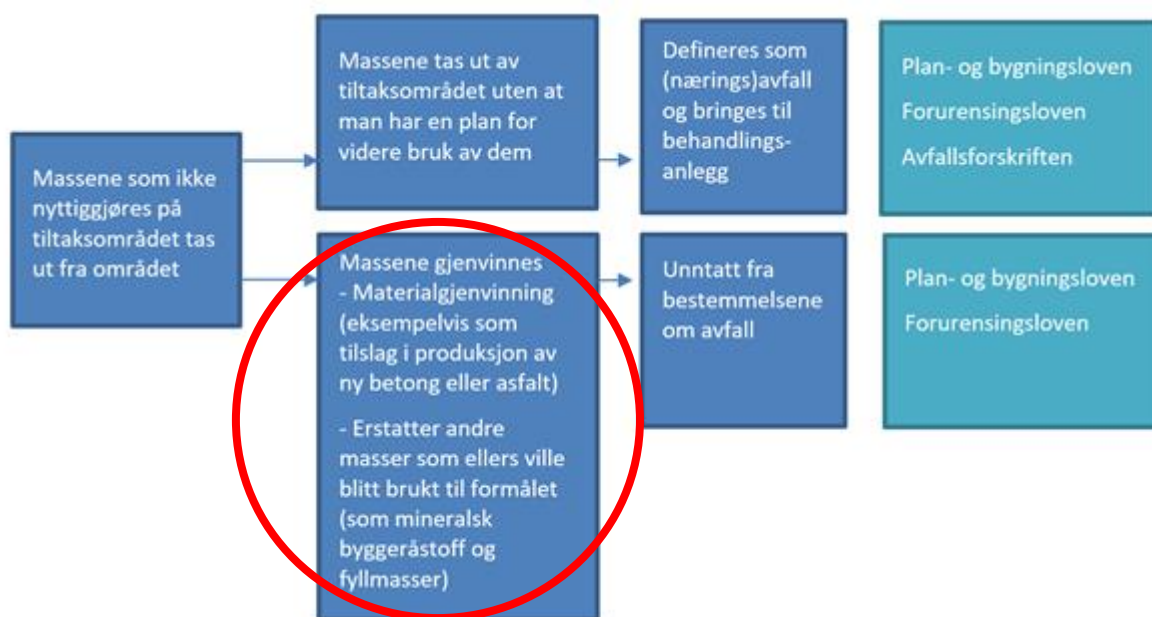 Massene som ikke
nyttiggjøres på
tiltaksområdet tas
ut fra området
Massene tas ut av
tiltaksområdet uten at
man har en plan for
videre bruk av dem
Defineres som
(nærings)avfall
og bringes til
behandlings-
anlegg
Plan- og bygningsloven
Forurensingsloven
Avfallsforskriften
Massene gjenvinnes
- Materialgjenvinning
(eksempelvis som
tilslag i produksjon av
ny betong eller asfalt)
- Erstatter andre
masser som ellers ville
blitt brukt til formålet
(som mineralsk
byggeråstoff og
fyllmasser)
Unntatt fra
bestemmelsene
om avfall
Plan- og bygningsloven
Forurensingsloven